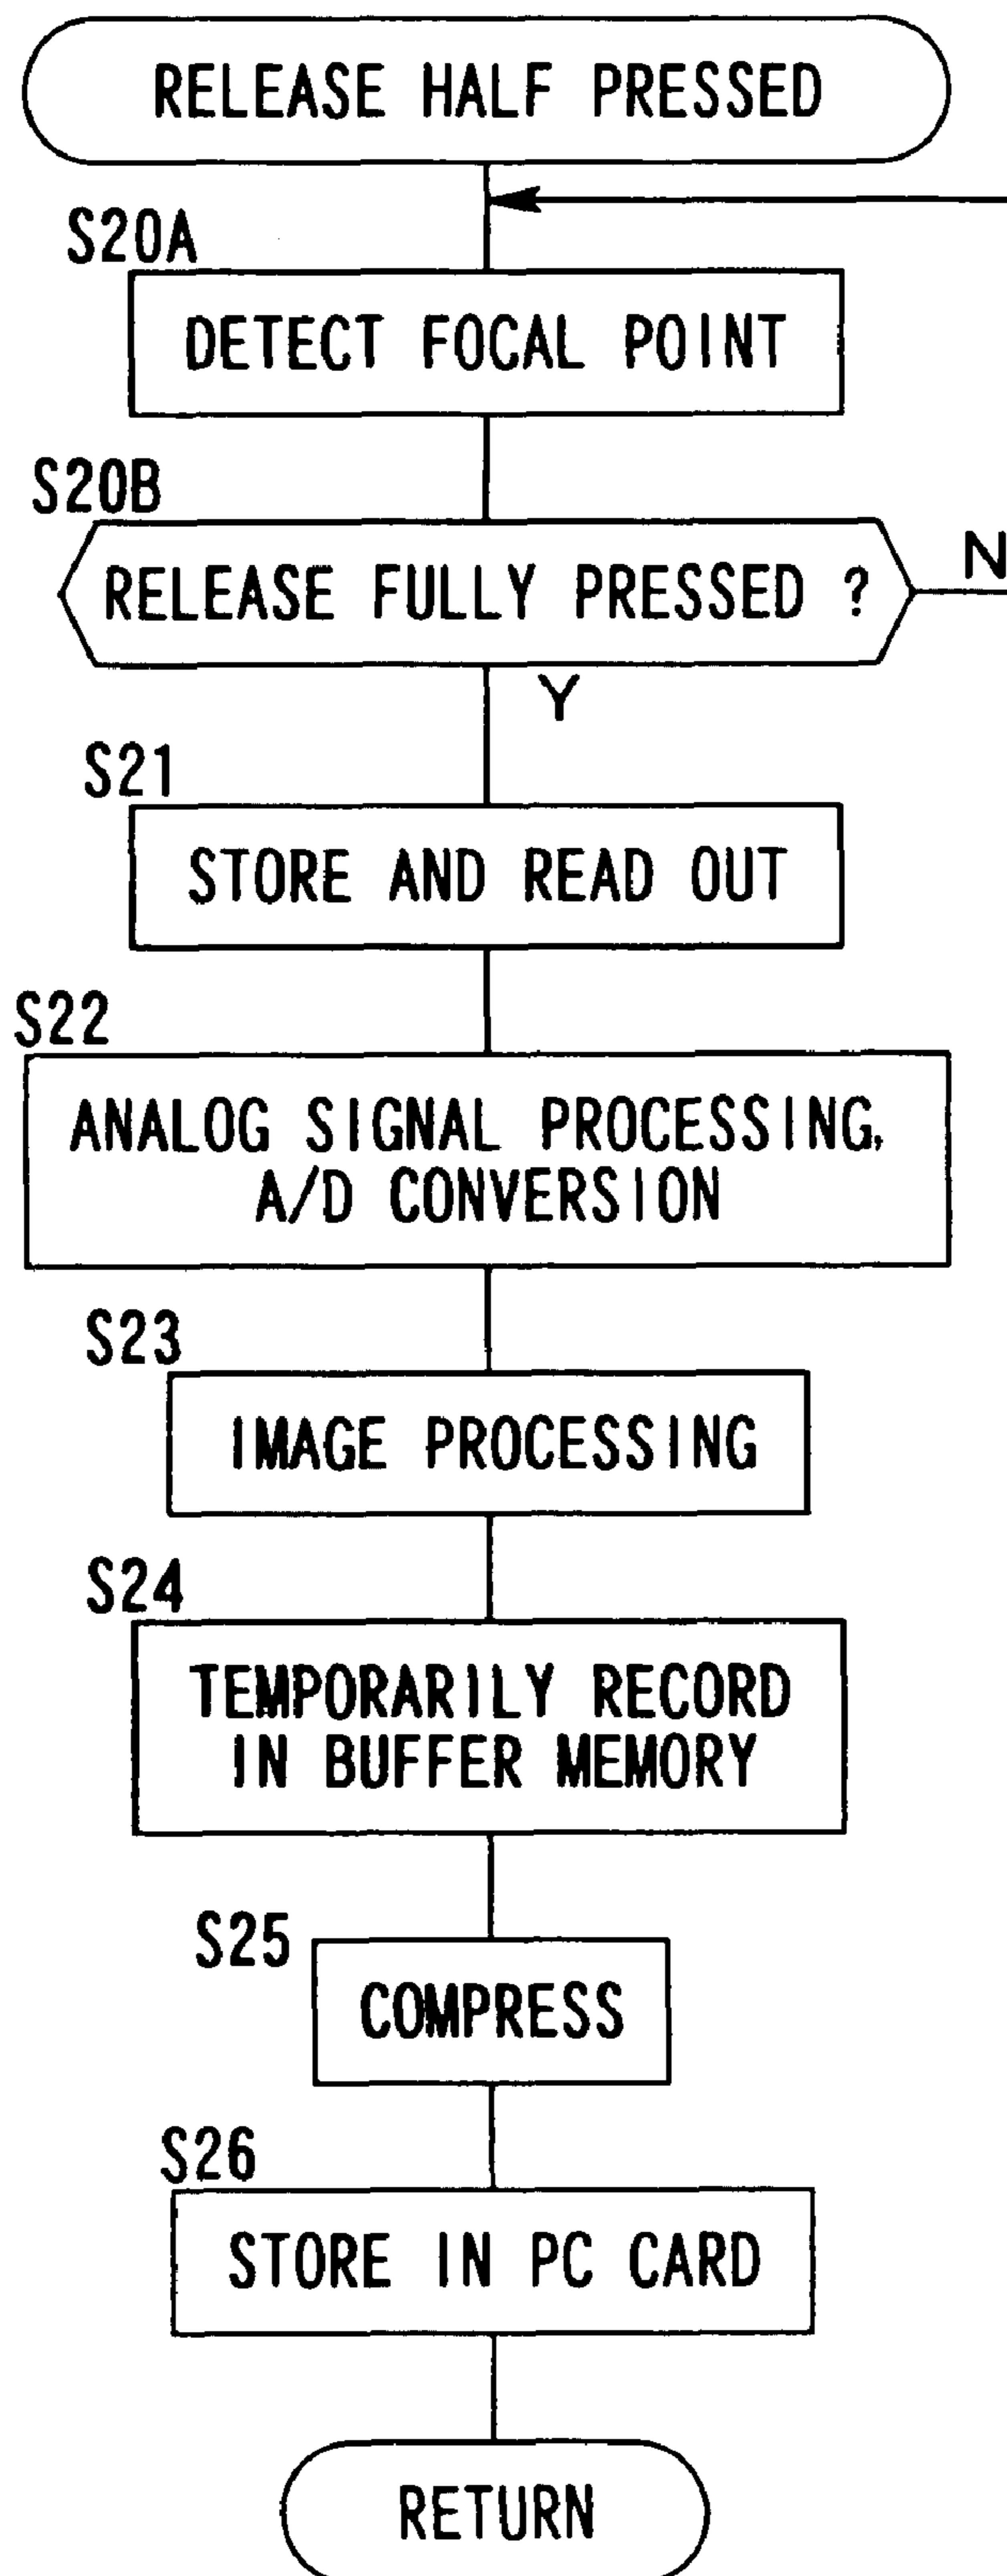 RELEASE HALF PRESSED
S20A
DETECT FOCAL POINT
S20B
RELEASE FULLY PRESSED ?
N
Y
S21
STORE AND READ OUT
S22
ANALOG SIGNAL PROCESSING,
A/D CONVERSION
S23
IMAGE PROCESSING
S24
TEMPORARILY RECORD
IN BUFFER MEMORY
S25
COMPRESS
S26
STORE IN PC CARD
RETURN